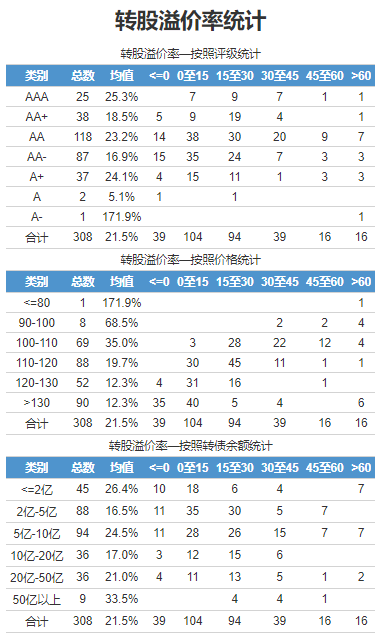 转股溢价率统计
转股溢价率—按照评级统计
类别 总数 均值 <=0 0至15 15至30 30至45 45至60 >60
AAA 25 25.3% 7 9 7 1 1
AA+ 38 18.5% 5 9 19 4 1
AA 118 23.2% 14 38 30 20 9 7
AA- 87 16.9% 15 35 24 7 3 3
A+ 37 24.1% 4 15 11 1 3 3
A 2 5.1% 1 1
A- 1 171.9% 1
合计 308 21.5% 39 104 94 39 16 16
转股溢价率—按照价格统计
类别 总数 均值 <=0 0至15 15至30 30至45 45至60 >60
<=80 1 171.9% 1
90-100 8 68.5% 2 2 4
100-110 69 35.0% 3 28 22 12 4
110-120 88 19.7% 30 45 11 1 1
120-130 52 12.3% 4 31 16 1
>130 90 12.3% 35 40 5 4 6
合计 308 21.5% 39 104 94 39 16 16
转股溢价率—按照转债余额统计
类别 总数 均值 <=0 0至15 15至30 30至45 45至60 >60
<=2亿 45 26.4% 10 18 6 4 7
2亿-5亿 88 16.5% 11 35 30 5 7
5亿-10亿 94 24.5% 11 28 26 15 7 7
10亿-20亿 36 17.0% 3 12 15 6
20亿-50亿 36 21.0% 4 11 13 5 1 2
50亿以上 9 33.5% 4 4 1
合计 308 21.5% 39 104 94 39 16 16